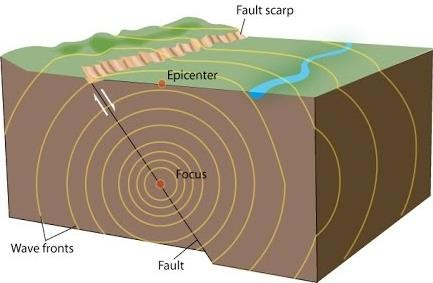 Fault scarp
Epicenter
Focus
Wave fronts
Fault